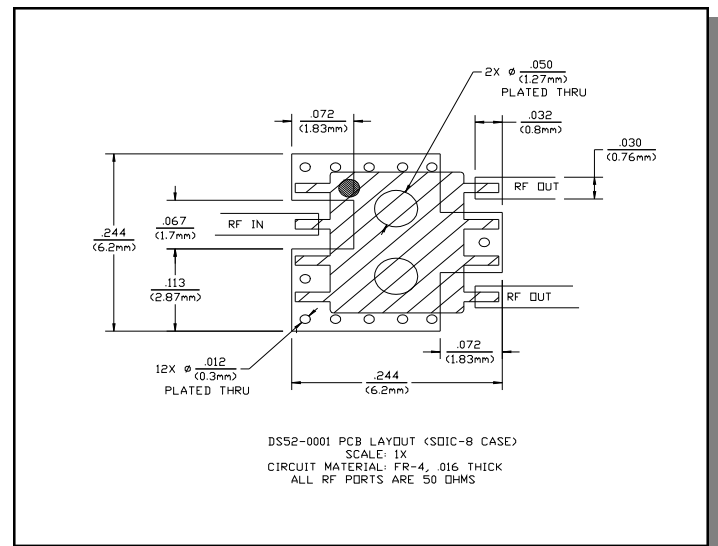 2X ø .050
(1.27mm)
PLATED THRU
.072
(1.83mm)
.032
(0.8mm)
.030
(0.76mm)
RF OUT
RF IN
.067
(1.7mm)
.244
(6.2mm)
.113
(2.87mm)
RF OUT
12X ø .012
(0.3mm)
PLATED THRU
.072
(1.83mm)
.244
(6.2mm)
DS52-0001 PCB LAYOUT (SOIC-8 CASE)
SCALE: 1X
CIRCUIT MATERIAL: FR-4, .016 THICK
ALL RF PORTS ARE 50 OHMS